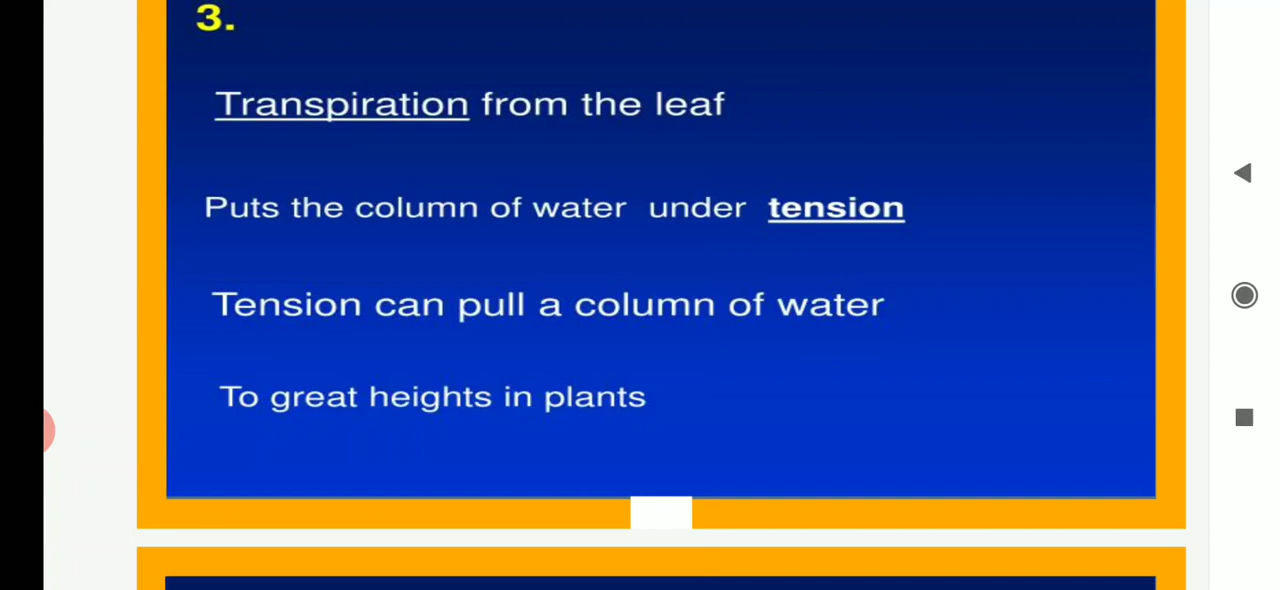 3.
Transpiration from the leaf
Puts the column of water under tension
Tension can pull a column of water
To great heights in plants